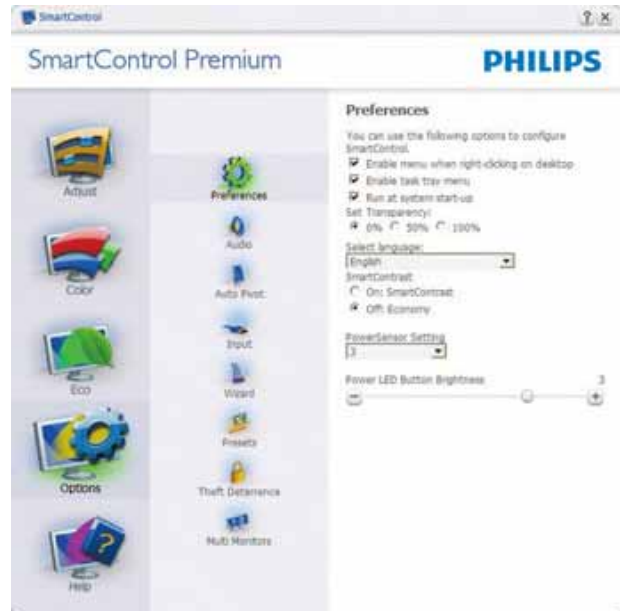 SmartControl
? x
SmartControl Premium
PHILIPS
Adjust
Color
Eco
Options
Help
Preferences
Audio
Auto Pivot
Input
Wizard
Presets
Theft Deterrence
Multi Monitors
Preferences
You can use the following options to configure
SmartControl.
Enable menu when right-clicking on desktop
Enable task tray menu
Run at system start-up
Set Transparency:
0% 50% 100%
Select language:
English
SmartContrast
On: SmartContrast
Off: Economy
PowerSensor Setting
3
Power LED Button Brightness 3